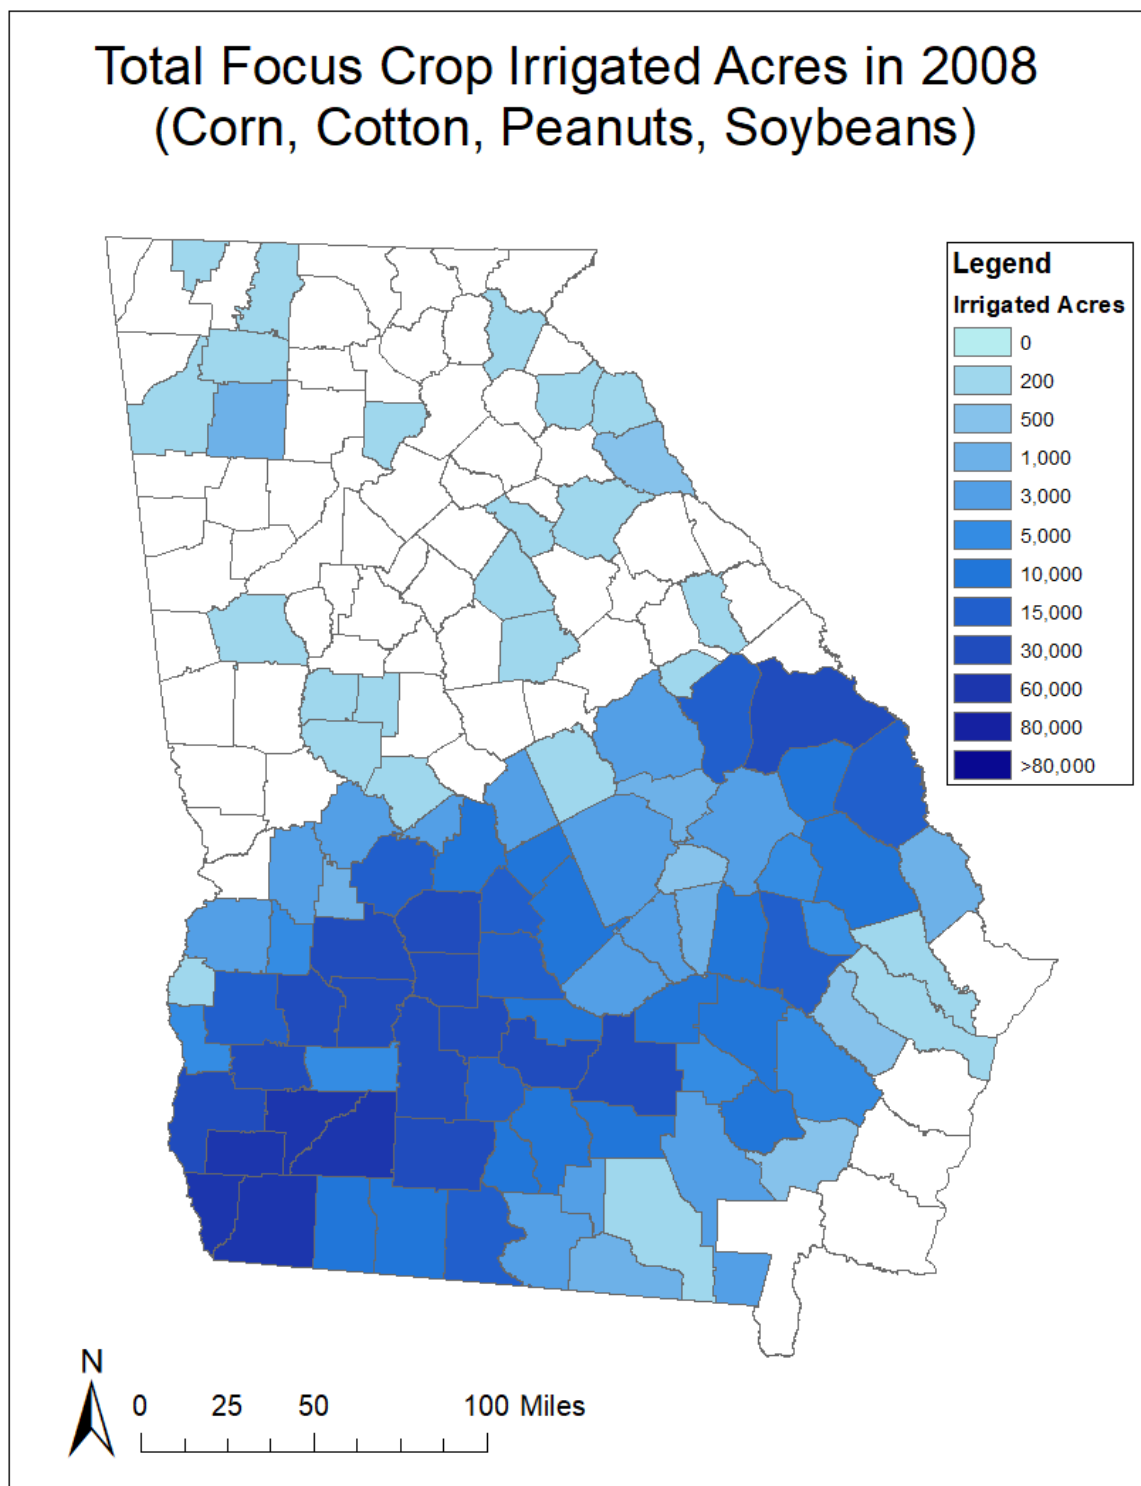 Total Focus Crop Irrigated Acres in 2008
(Corn, Cotton, Peanuts, Soybeans)
Legend
Irrigated Acres
0
200
500
1,000
3,000
5,000
10,000
15,000
30,000
60,000
80,000
>80,000
N
0 25 50 100 Miles